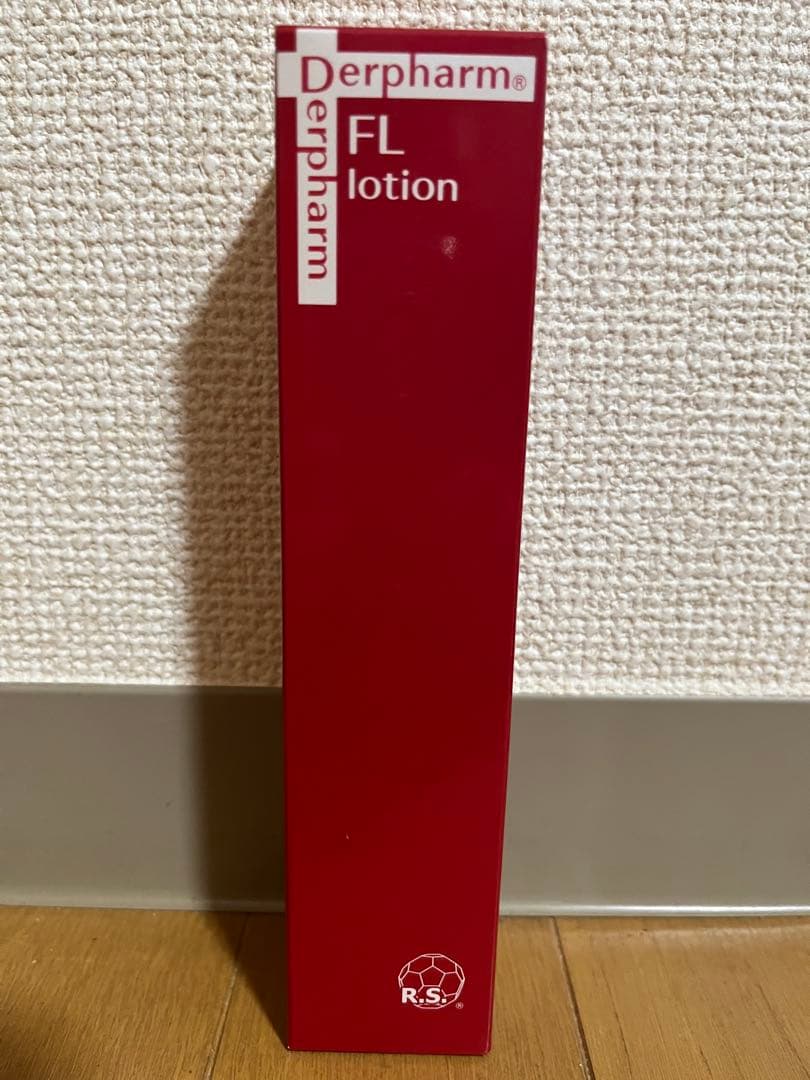 Derpharm®
Derpharm
FL
lotion
R.S.®